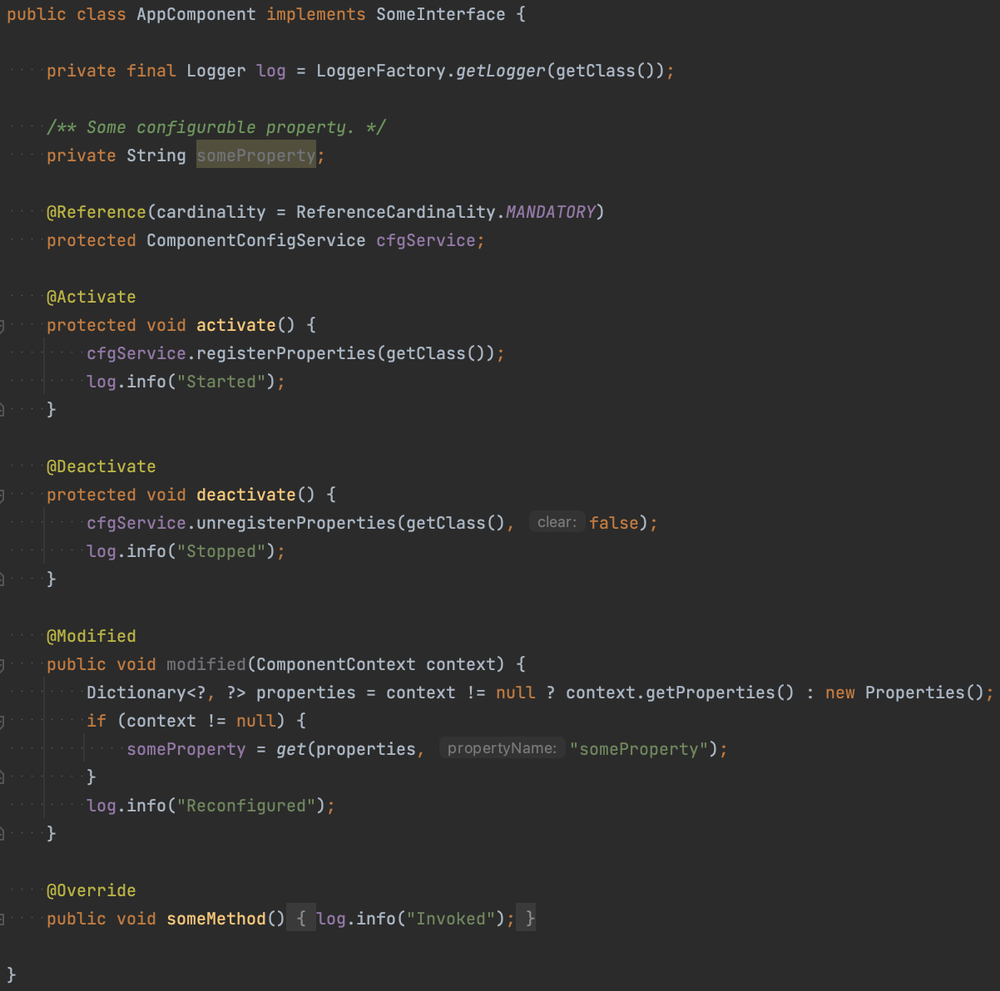 public class AppComponent implements SomeInterface {
private final Logger log = LoggerFactory.getLogger(getClass());
/** Some configurable property. */
private String someProperty;
@Reference(cardinality = ReferenceCardinality.MANDATORY)
protected ComponentConfigService cfgService;
@Activate
protected void activate() {
cfgService.registerProperties(getClass());
log.info("Started");
}
@Deactivate
protected void deactivate() {
cfgService.unregisterProperties(getClass(), clear: false);
log.info("Stopped");
}
@Modified
public void modified(ComponentContext context) {
Dictionary<?, ?> properties = context != null ? context.getProperties() : new Properties();
if (context != null) {
someProperty = get(properties, propertyName: "someProperty");
}
log.info("Reconfigured");
}
@Override
public void someMethod() { log.info("Invoked"); }
}